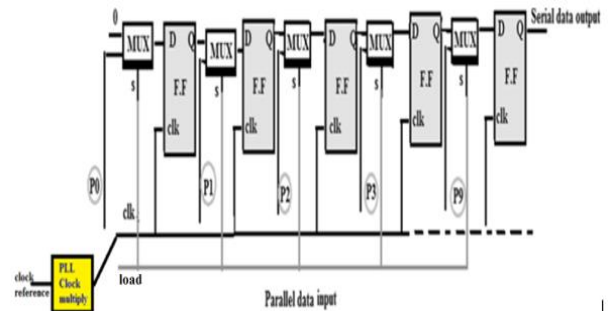 0
Serial data output
MUX
D Q
F.F
clk
s
MUX
D Q
F.F
clk
s
MUX
D Q
F.F
clk
s
MUX
D Q
F.F
clk
s
MUX
D Q
F.F
clk
s
P0
P1
P2
P3
P9
clk
clock
reference
PLL
Clock
multiply
load
Parallel data input